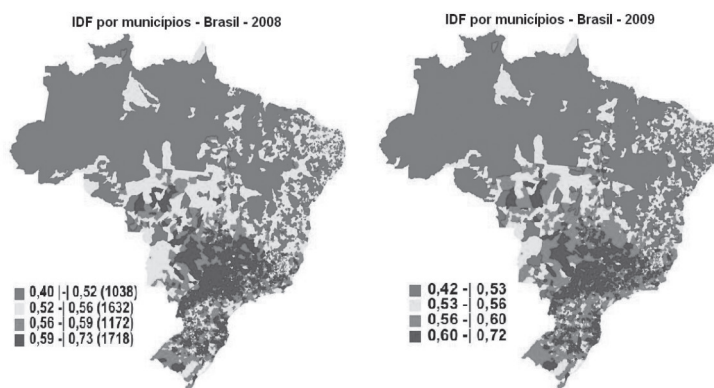 IDF por municípios - Brasil - 2008
0,40 |-| 0,52 (1038)
0,52 -| 0,56 (1632)
0,56 -| 0,59 (1172)
0,59 -| 0,73 (1718)
IDF por municípios - Brasil - 2009
0,42 -| 0,53
0,53 -| 0,56
0,56 -| 0,60
0,60 -| 0,72